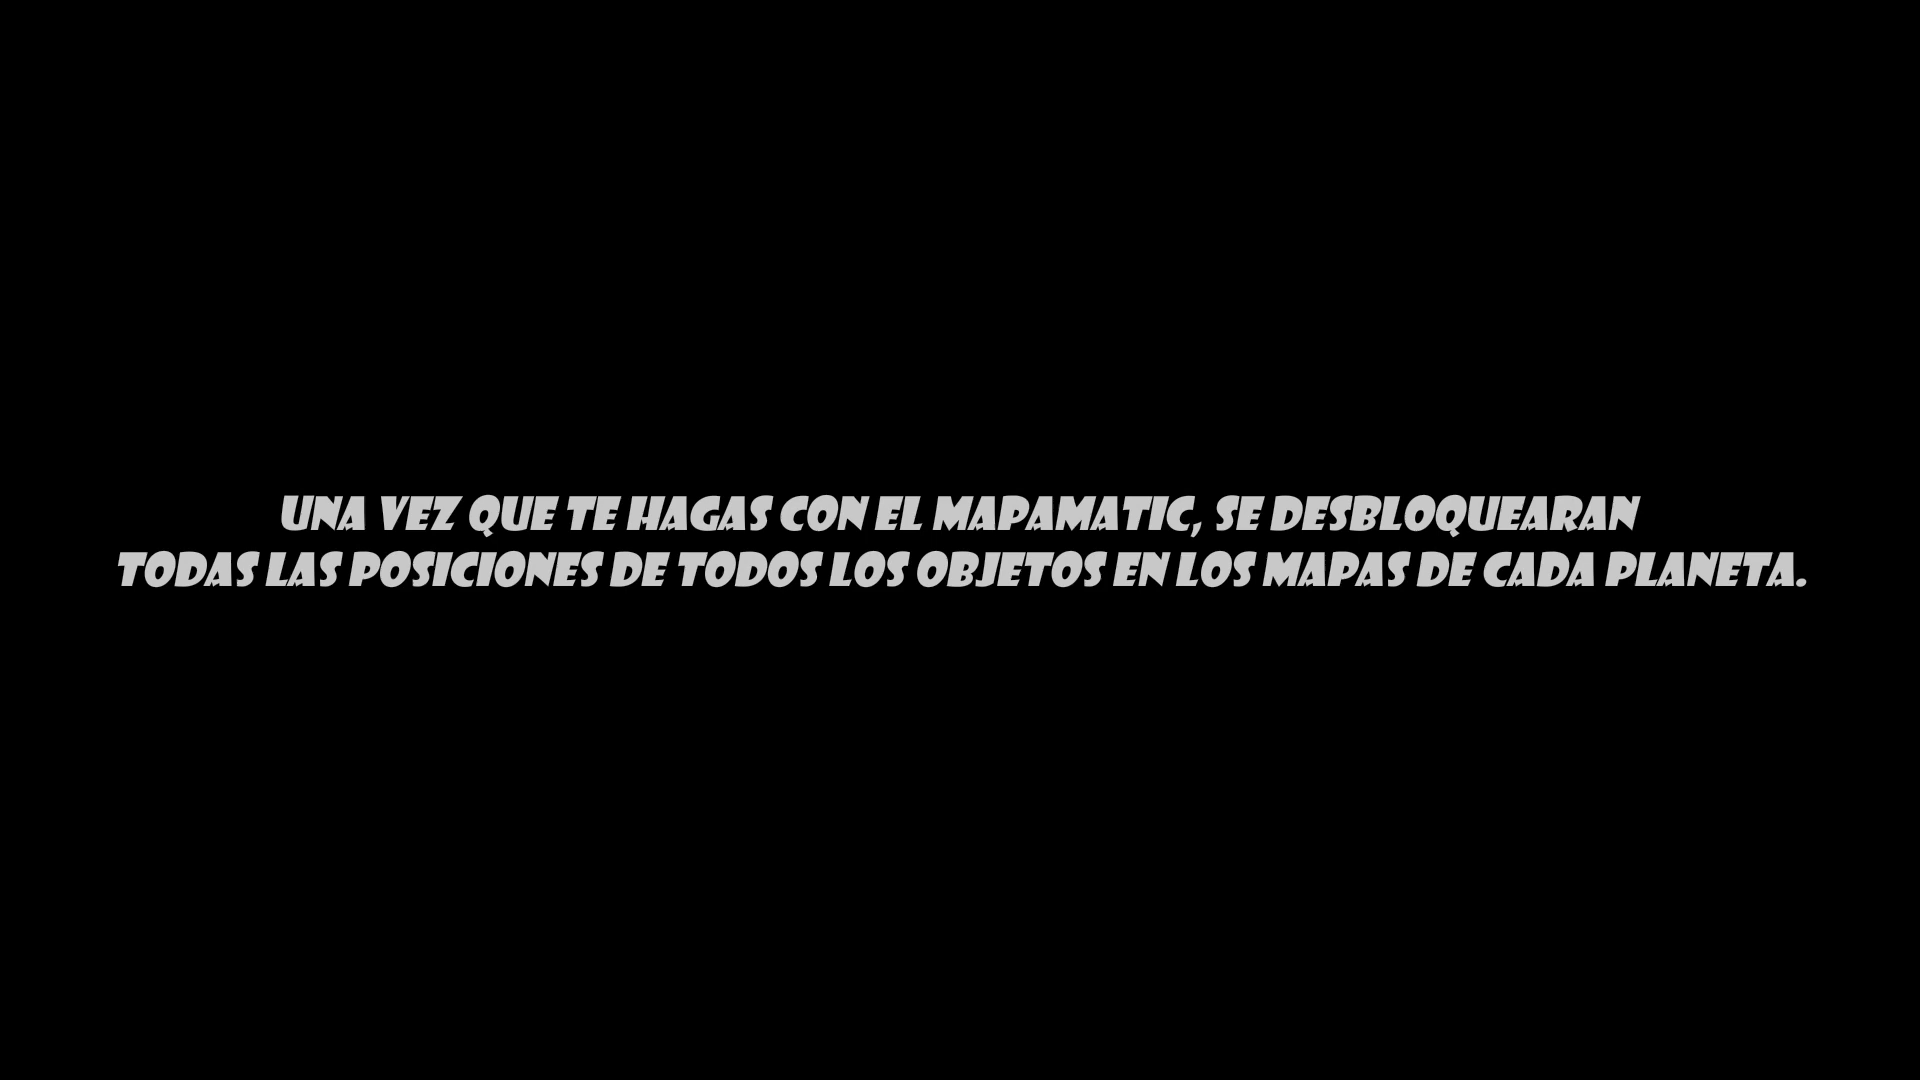 UNA VEZ QUE TE HAGAS CON EL MAPAMATIC, SE DESBLOQUEARAN
TODAS LAS POSICIONES DE TODOS LOS OBJETOS EN LOS MAPAS DE CADA PLANETA.